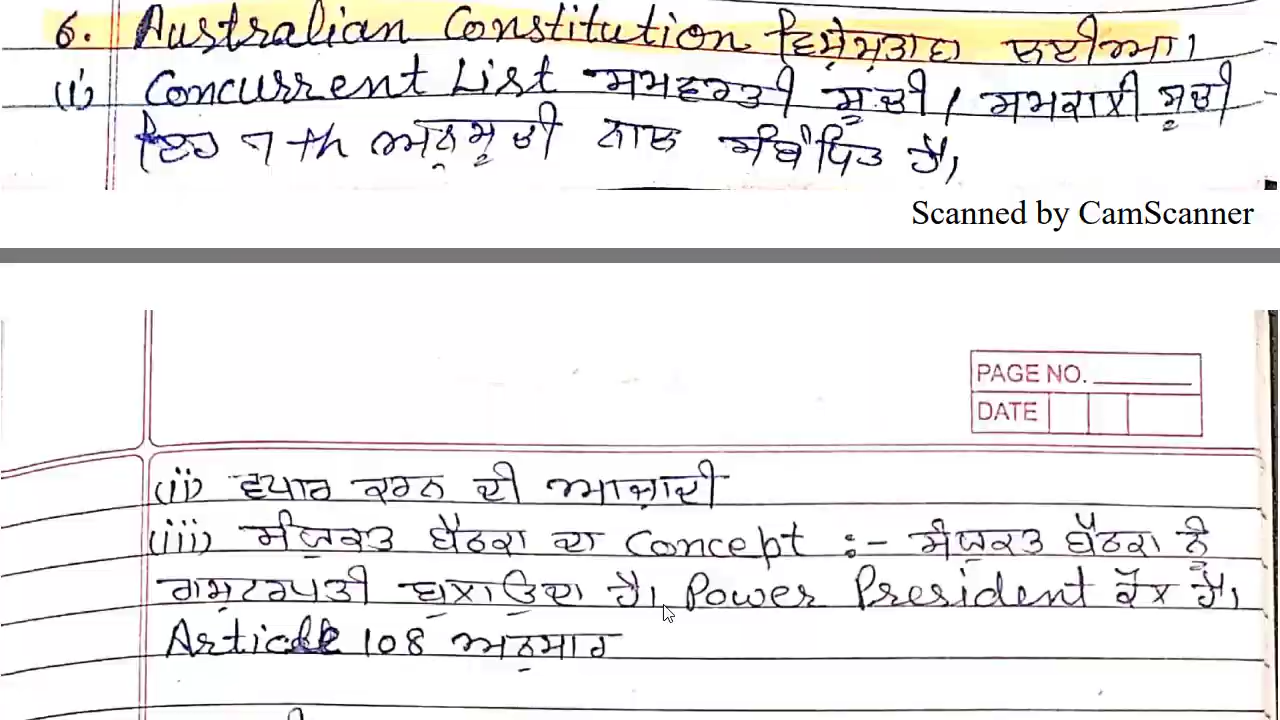 6. Australian Constitution ਵਿਸ਼ੇਸ਼ਤਾਵਾਂ ਲਈਆਂ।
(i) Concurrent List ਸਮਵਰਤੀ ਸੂਚੀ / ਸਮਕਾਲੀ ਸੂਚੀ
ਇਹ 7th ਅਨੁਸੂਚੀ ਨਾਲ ਸੰਬੰਧਿਤ ਹੈ,
Scanned by CamScanner
PAGE NO.
DATE
(ii) ਵਪਾਰ ਕਰਨ ਦੀ ਆਜ਼ਾਦੀ
(iii) ਸੰਯੁਕਤ ਬੈਠਕਾ ਦਾ Concept :- ਸੰਯੁਕਤ ਬੈਠਕਾ ਨੂੰ
ਰਾਸ਼ਟਰਪਤੀ ਬੁਲਾਉਂਦਾ ਹੈ। Power President ਕੋਲ ਹੈ,
Article 108 ਅਨੁਸਾਰ